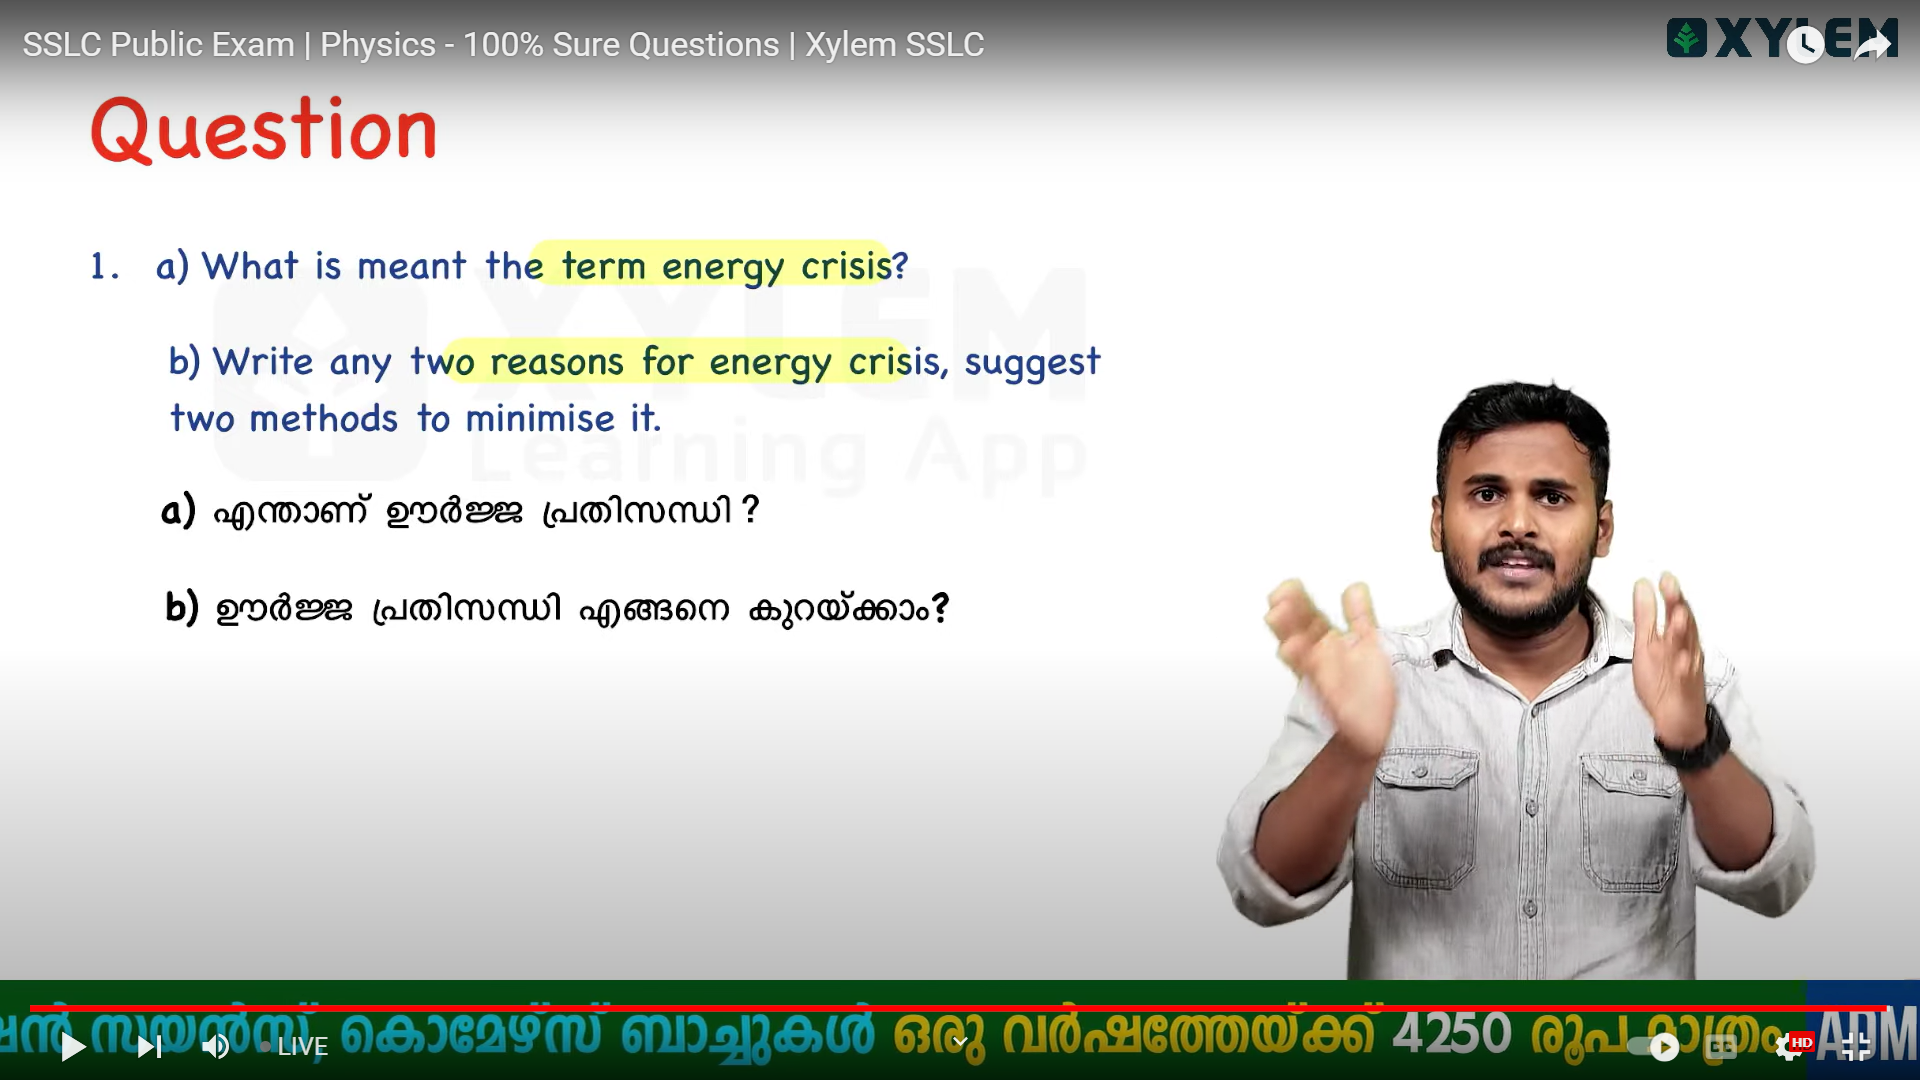 SSLC Public Exam | Physics - 100% Sure Questions | Xylem SSLC
XYLEM
Question
1. a) What is meant the term energy crisis?
b) Write any two reasons for energy crisis, suggest
two methods to minimise it.
XYLEM
Learning App
a) എന്താണ് ഊർജ്ജ പ്രതിസന്ധി ?
b) ഊർജ്ജ പ്രതിസന്ധി എങ്ങനെ കുറയ്ക്കാം?
സയൻസ്, കൊമേഴ്സ് ബാച്ചുകൾ ഒരു വർഷത്തേയ്ക്ക് 4250 രൂപ മാത്രം ADM
LIVE
HD